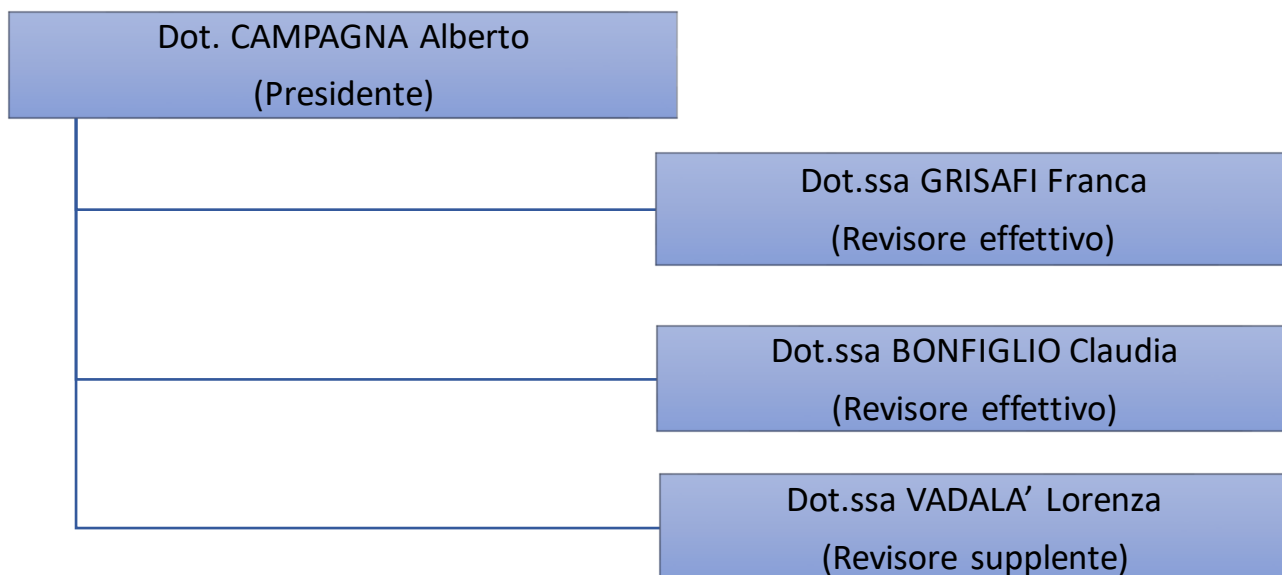 Dot. CAMPAGNA Alberto
(Presidente)
Dot.ssa GRISAFI Franca
(Revisore effettivo)
Dot.ssa BONFIGLIO Claudia
(Revisore effettivo)
Dot.ssa VADALA’ Lorenza
(Revisore supplente)